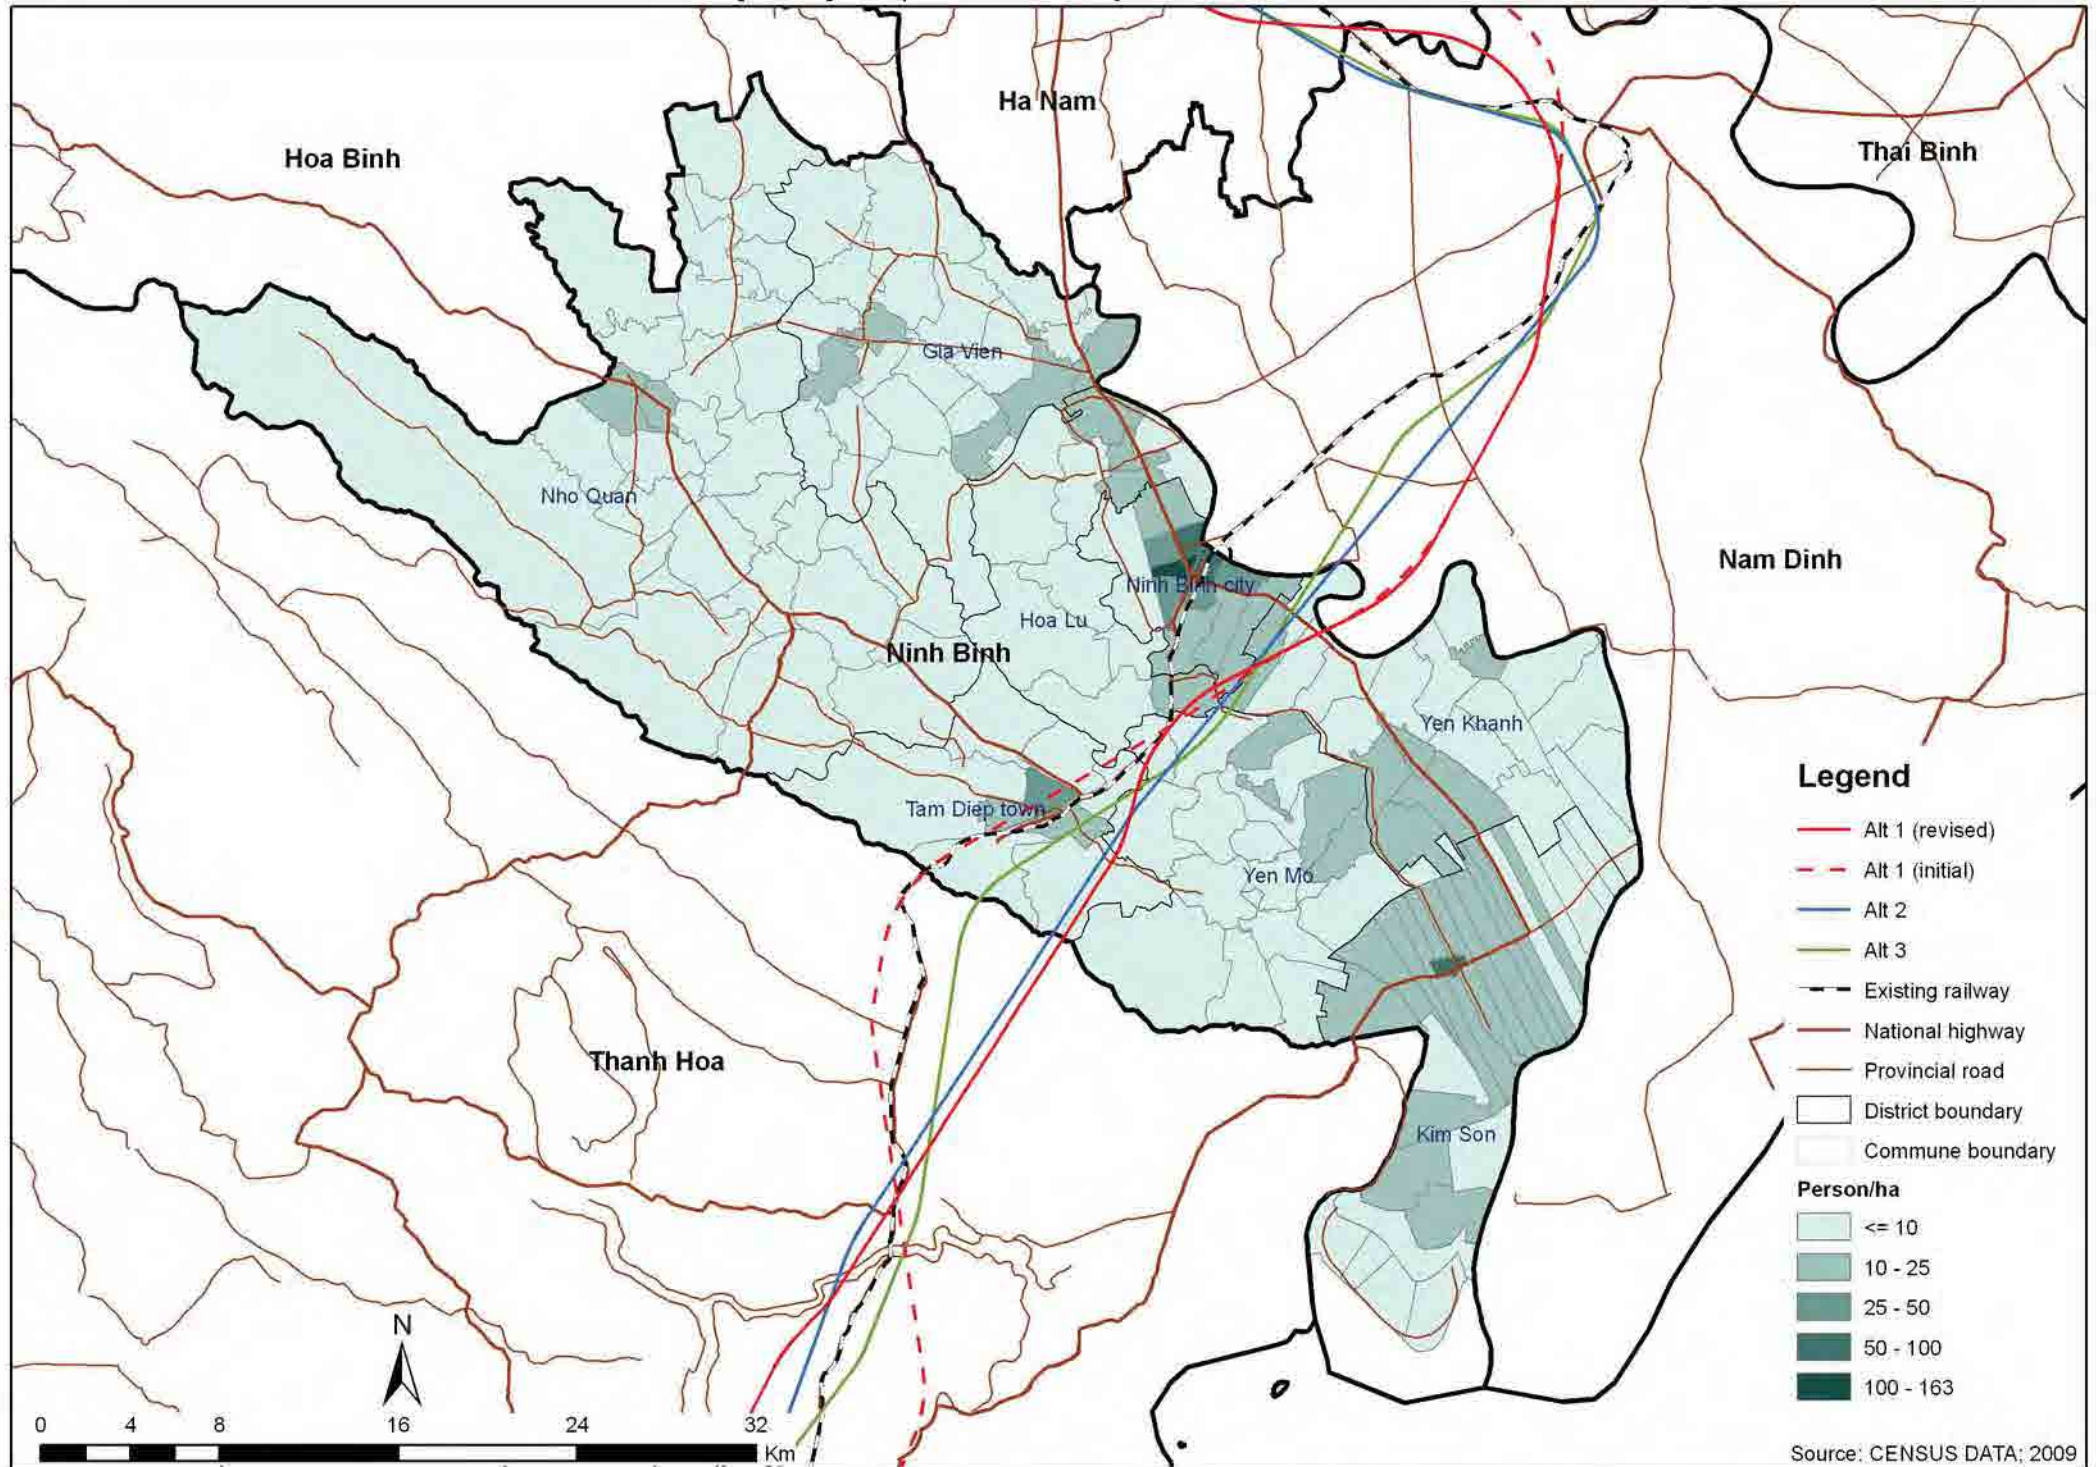 Ha Nam
Hoa Binh
Thai Binh
Gia Vien
Nho Quan
Nam Dinh
Ninh Binh city
Hoa Lu
Ninh Binh
Yen Khanh
Tam Diep town
Yen Mo
Thanh Hoa
Kim Son
Legend
Alt 1 (revised)
Alt 1 (initial)
Alt 2
Alt 3
Existing railway
National highway
Provincial road
District boundary
Commune boundary
Person/ha
<= 10
10 - 25
25 - 50
50 - 100
100 - 163
N
0 4 8 16 24 32
Km
Source: CENSUS DATA; 2009